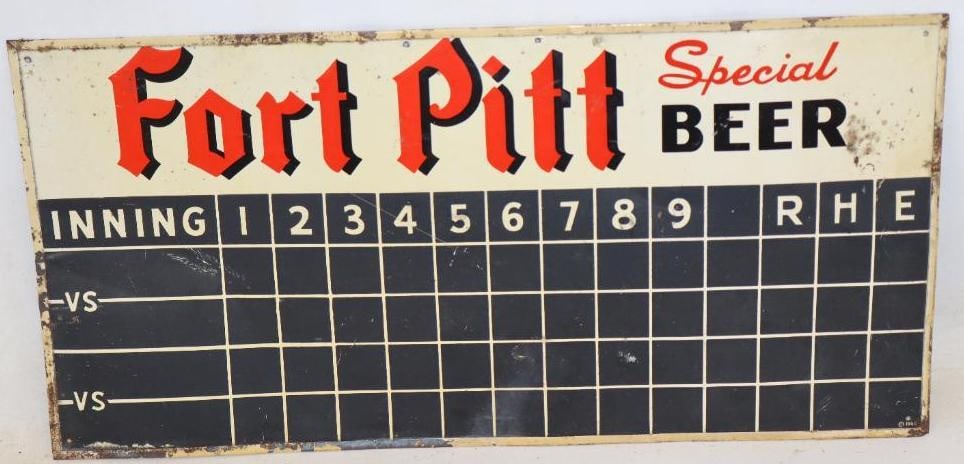 Fort Pitt Special
BEER
INNING 1 2 3 4 5 6 7 8 9 R H E
VS
VS